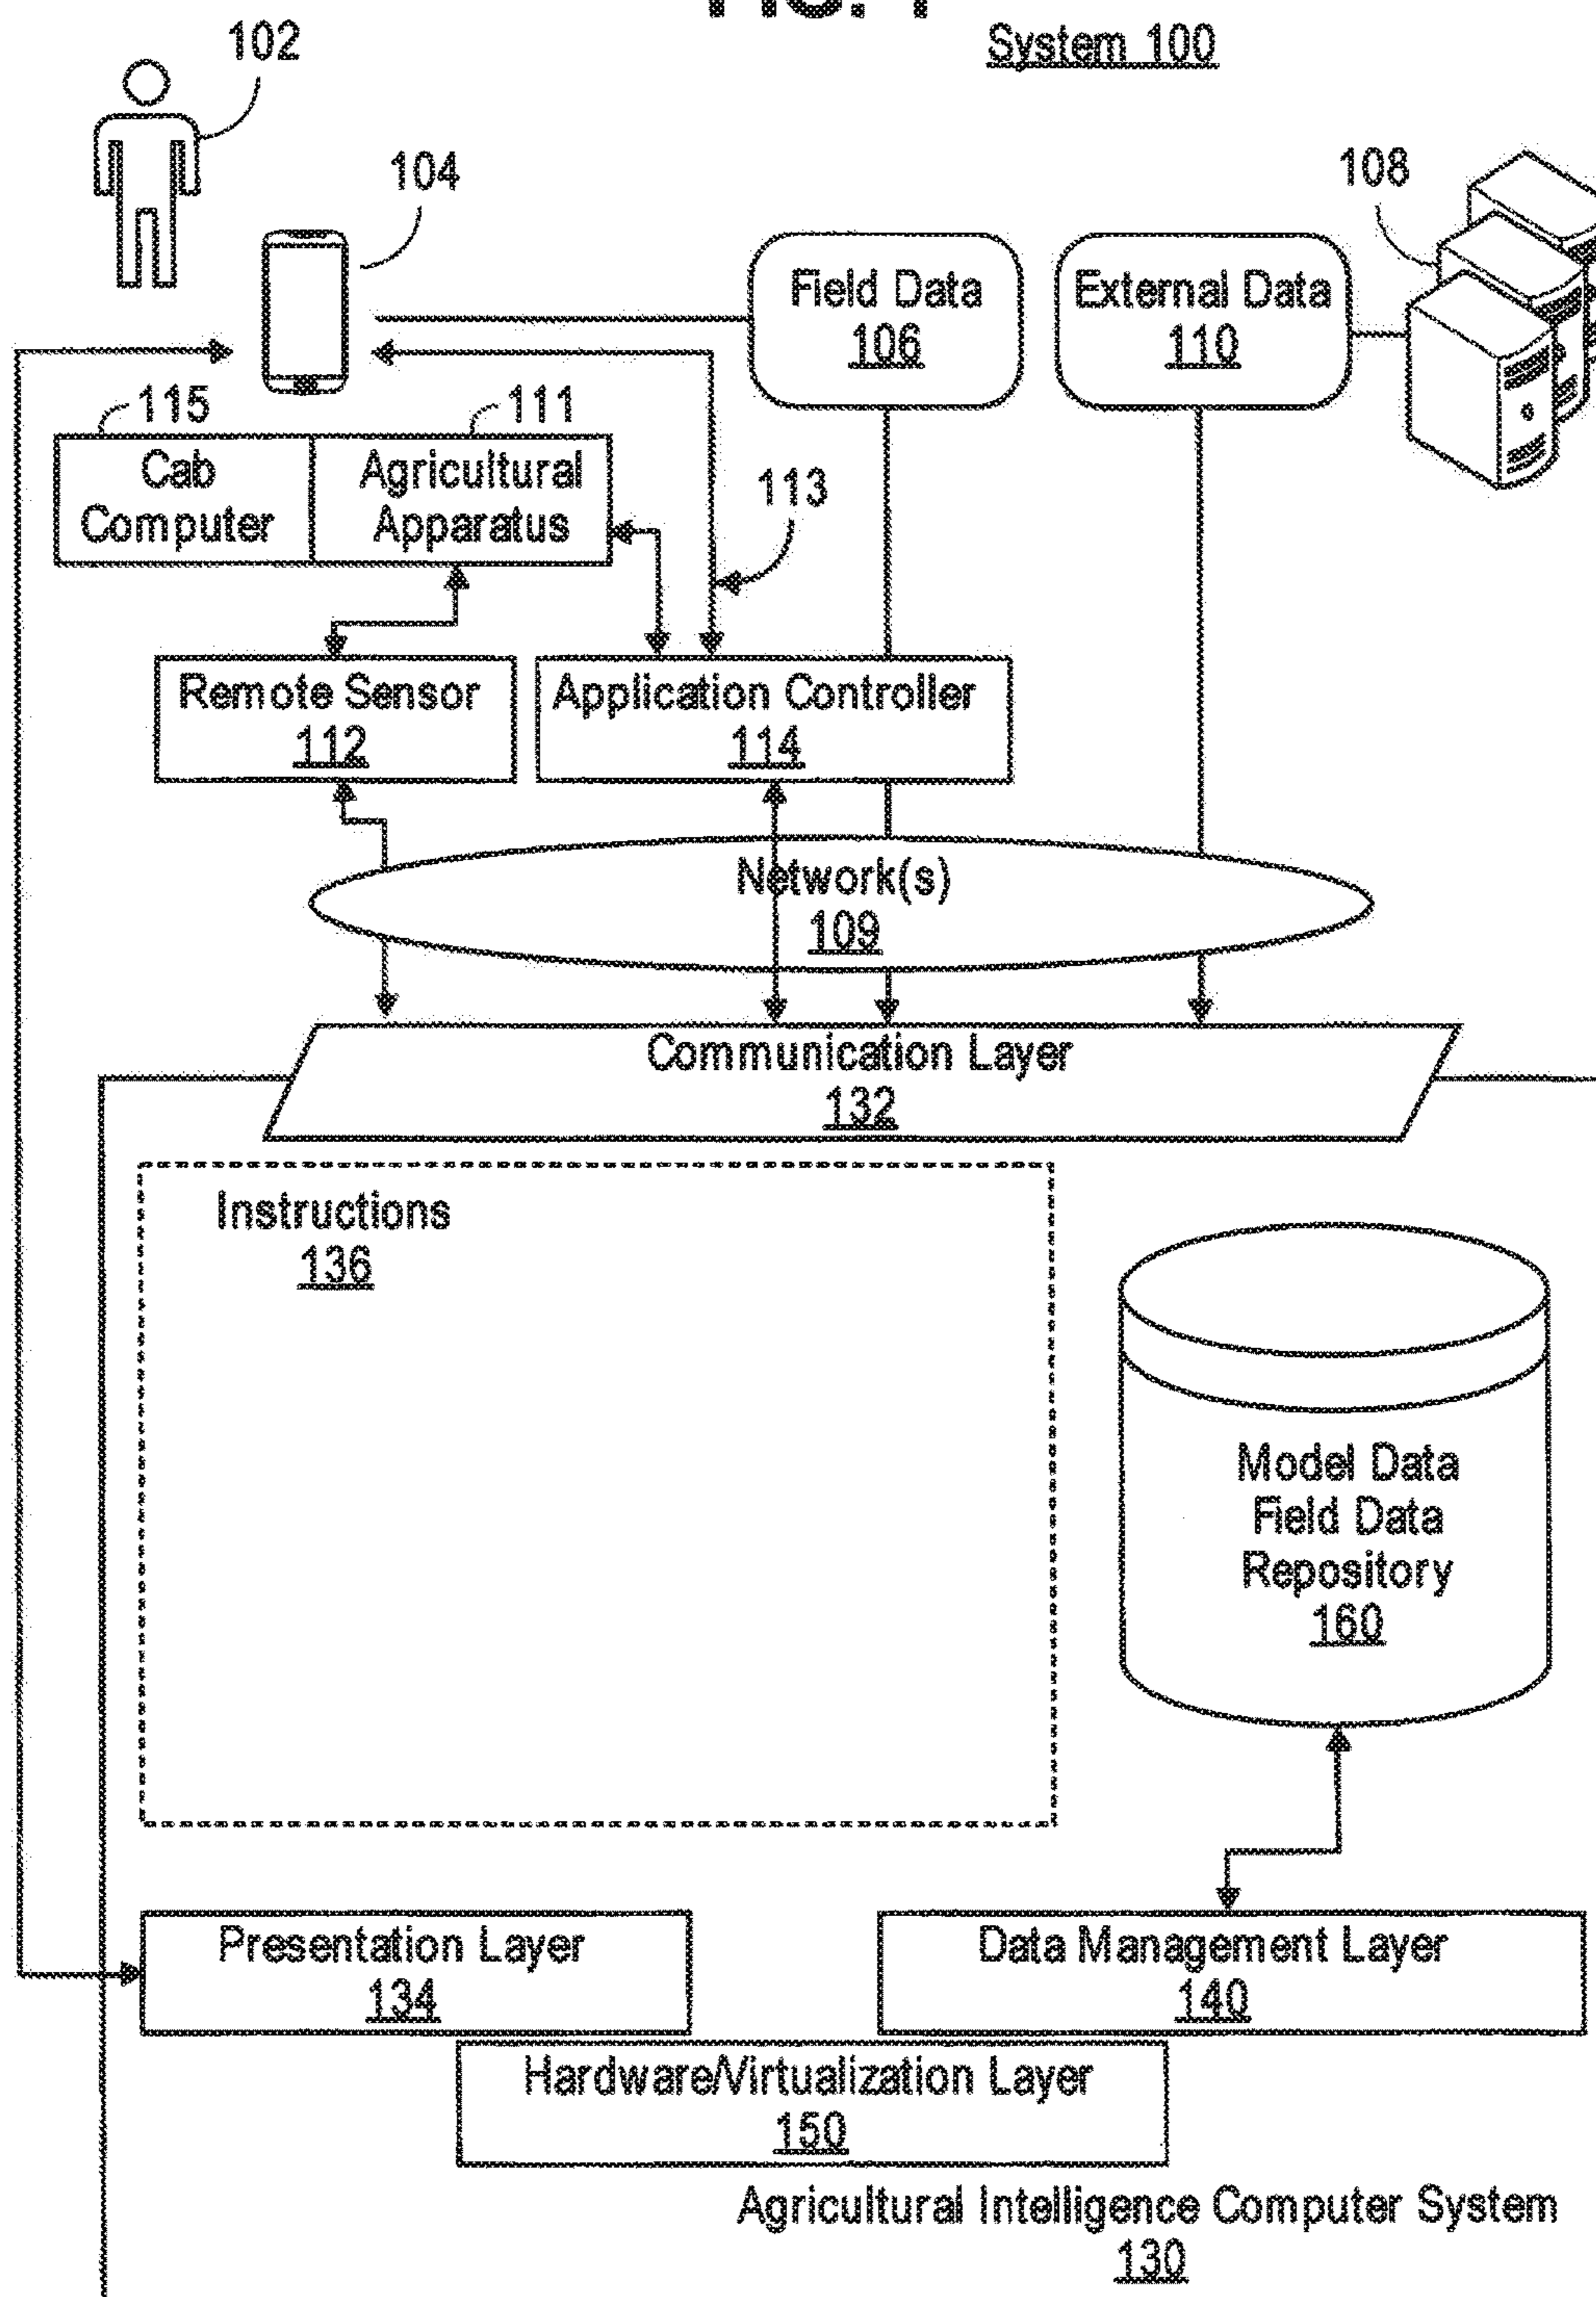 FIG. 1
System 100
102
104
108
Field Data
106
External Data
110
115
111
Cab
Computer
Agricultural
Apparatus
113
Remote Sensor
112
Application Controller
114
Network(s)
109
Communication Layer
132
Instructions
136
Model Data
Field Data
Repository
160
Presentation Layer
134
Data Management Layer
140
Hardware/Virtualization Layer
150
Agricultural Intelligence Computer System
130